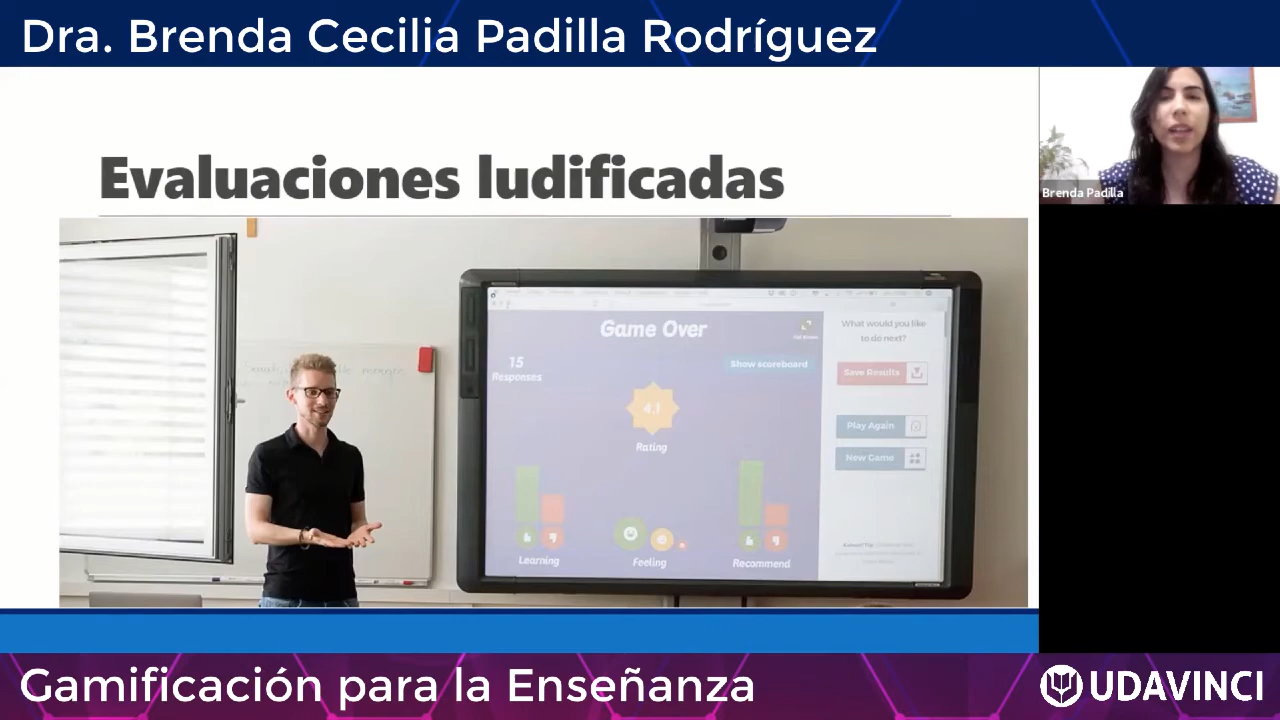 Dra. Brenda Cecilia Padilla Rodríguez
Evaluaciones ludificadas
Brenda Padilla
Game Over
15
Responses
Show scoreboard
4,1
Rating
Learning
Feeling
Recommend
What would you like
to do next?
Save Results
Play Again
New Game
Gamificación para la Enseñanza
UDAVINCI